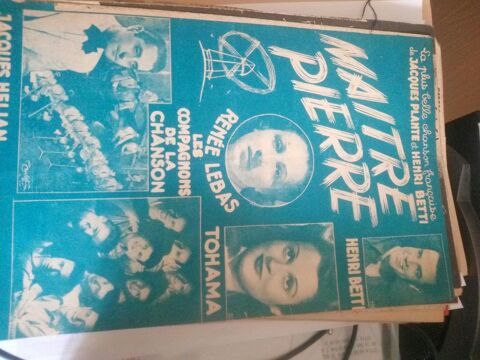 La plus belle chanson française
de JACQUES PLANTE et HENRI BETTI
MAITRE
PIERRE
HENRI BETTI
RENÉE LEBAS
LES
COMPAGNONS
DE LA
CHANSON
TOHAMA
JACQUES HELIAN